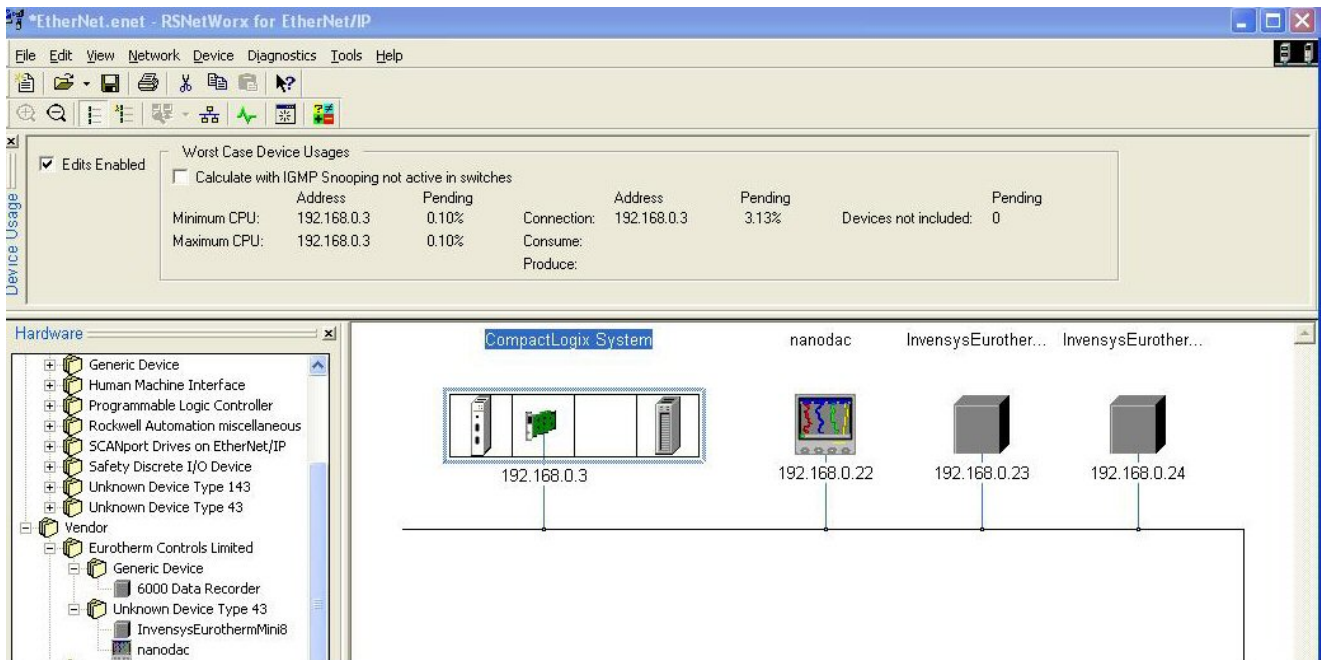 *EtherNet.enet - RSNetWorx for EtherNet/IP
File Edit View Network Device Diagnostics Tools Help
Device Usage
Edits Enabled
Worst Case Device Usages
Calculate with IGMP Snooping not active in switches
Address Pending Address Pending Pending
Minimum CPU: 192.168.0.3 0.10% Connection: 192.168.0.3 3.13% Devices not included: 0
Maximum CPU: 192.168.0.3 0.10% Consume:
Produce:
Hardware
Generic Device
Human Machine Interface
Programmable Logic Controller
Rockwell Automation miscellaneous
SCANport Drives on EtherNet/IP
Safety Discrete I/O Device
Unknown Device Type 143
Unknown Device Type 43
Vendor
Eurotherm Controls Limited
Generic Device
6000 Data Recorder
Unknown Device Type 43
InvensysEurothermMini8
nanodac
CompactLogix System nanodac InvensysEurother... InvensysEurother...
192.168.0.3 192.168.0.22 192.168.0.23 192.168.0.24